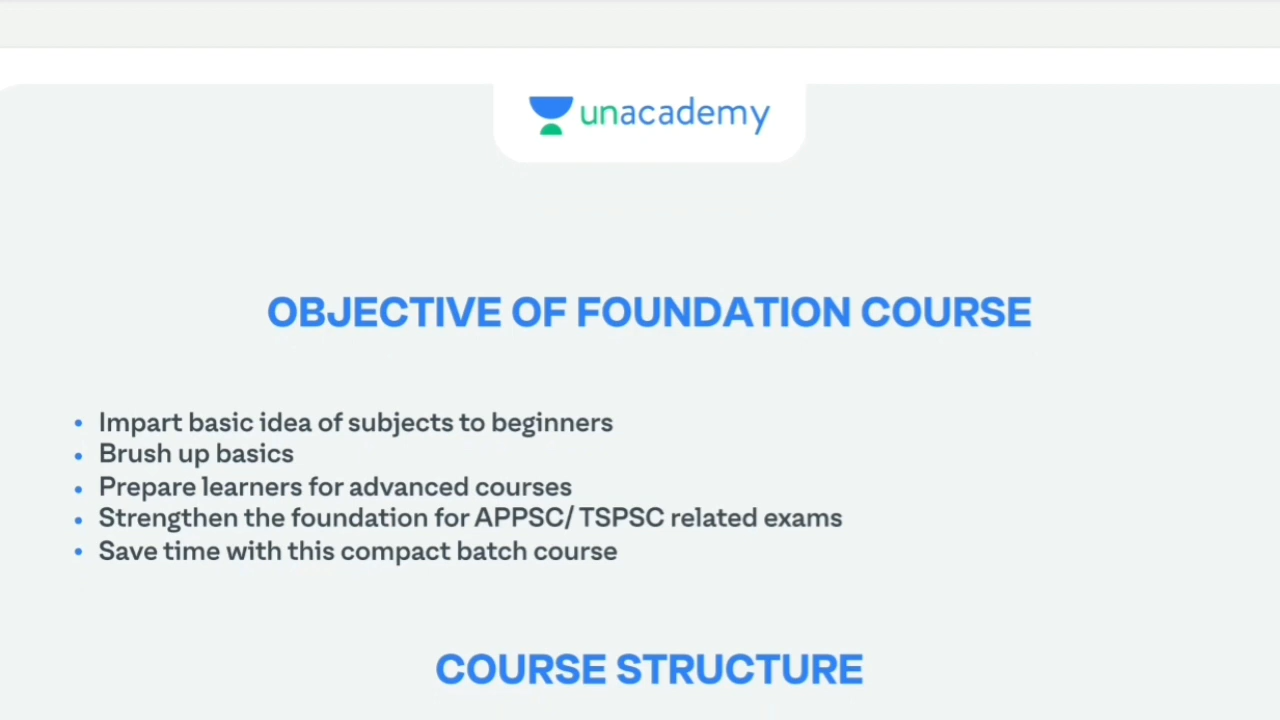 unacademy
OBJECTIVE OF FOUNDATION COURSE
• Impart basic idea of subjects to beginners
• Brush up basics
• Prepare learners for advanced courses
• Strengthen the foundation for APPSC/ TSPSC related exams
• Save time with this compact batch course
COURSE STRUCTURE